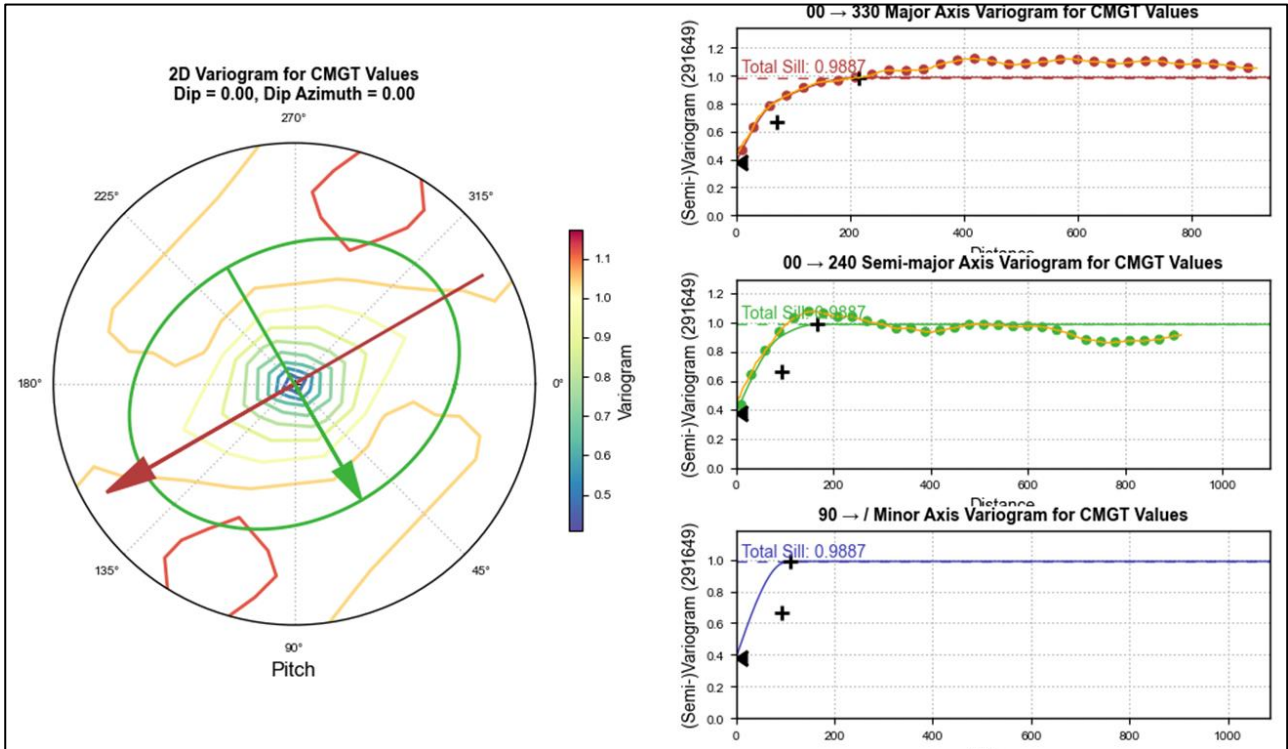 2D Variogram for CMGT Values
Dip = 0.00, Dip Azimuth = 0.00
270°
225°
315°
180°
0°
135°
45°
90°
Pitch
1.1
1.0
0.9
0.8
0.7
0.6
0.5
Variogram
00 → 330 Major Axis Variogram for CMGT Values
(Semi-)Variogram (291649)
1.2
1.0
0.8
0.6
0.4
0.2
0.0
Total Sill: 0.9887
0 200 400 600 800
Distance
00 → 240 Semi-major Axis Variogram for CMGT Values
(Semi-)Variogram (291649)
1.2
1.0
0.8
0.6
0.4
0.2
0.0
Total Sill: 0.9887
0 200 400 600 800 1000
Distance
90 → / Minor Axis Variogram for CMGT Values
(Semi-)Variogram (291649)
1.0
0.8
0.6
0.4
0.2
0.0
Total Sill: 0.9887
0 200 400 600 800 1000